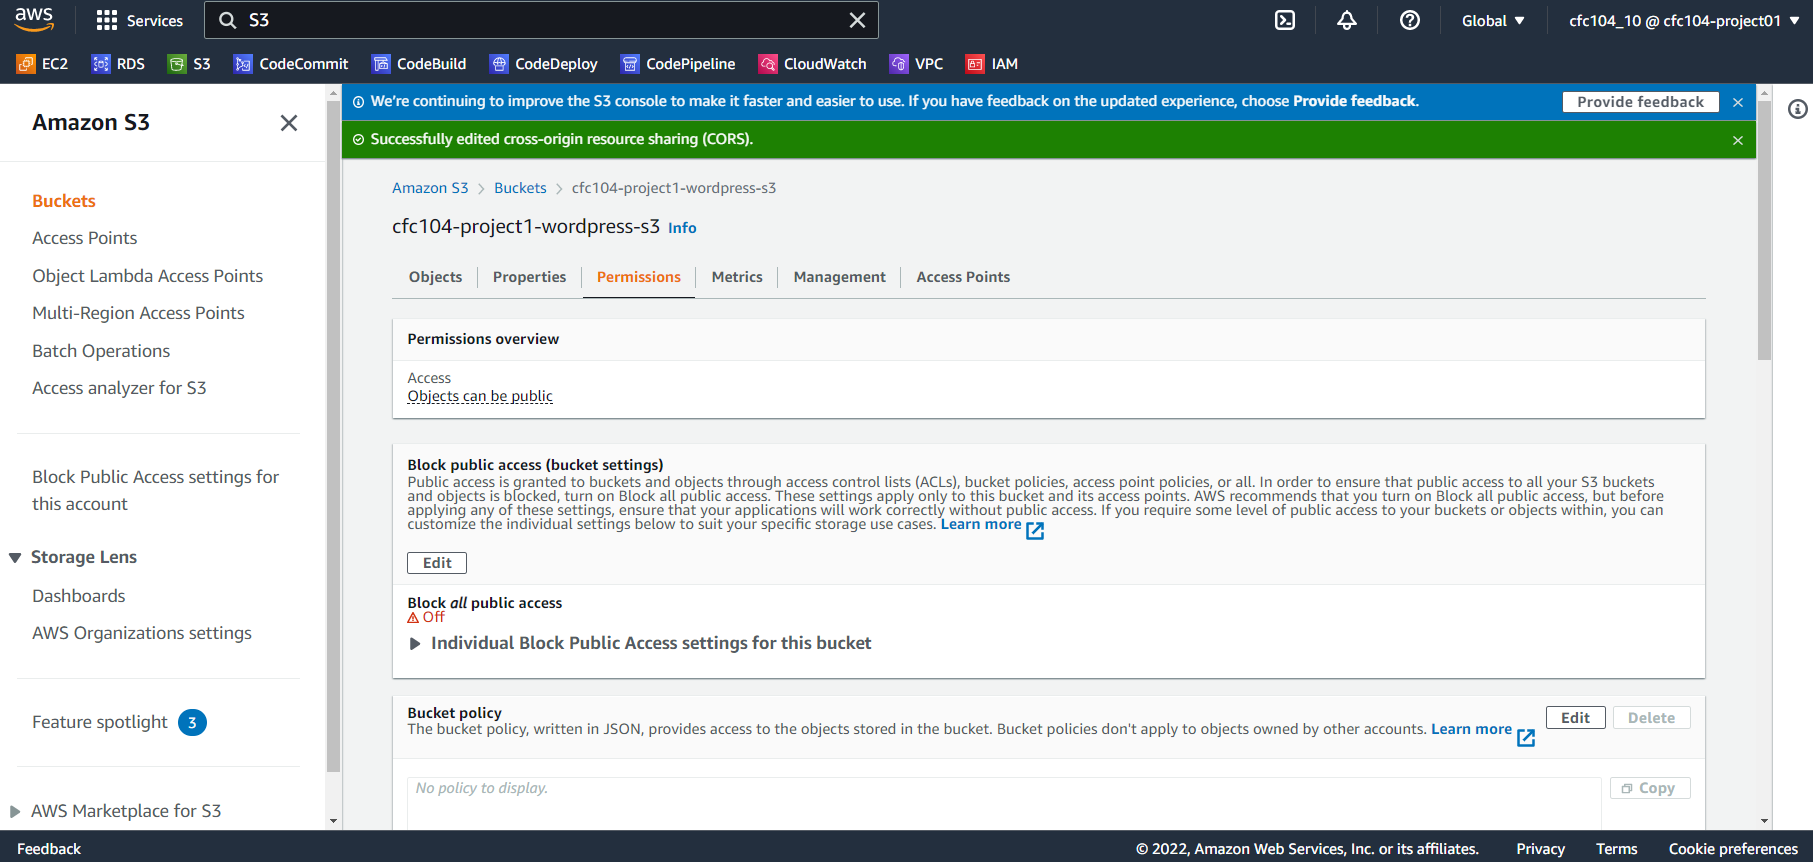 aws
Services
S3
Global
cfc104_10 @ cfc104-project01
EC2
RDS
S3
CodeCommit
CodeBuild
CodeDeploy
CodePipeline
CloudWatch
VPC
IAM
Amazon S3
Buckets
Access Points
Object Lambda Access Points
Multi-Region Access Points
Batch Operations
Access analyzer for S3
Block Public Access settings for
this account
Storage Lens
Dashboards
AWS Organizations settings
Feature spotlight 3
AWS Marketplace for S3
We're continuing to improve the S3 console to make it faster and easier to use. If you have feedback on the updated experience, choose Provide feedback.
Provide feedback
Successfully edited cross-origin resource sharing (CORS).
Amazon S3 > Buckets > cfc104-project1-wordpress-s3
cfc104-project1-wordpress-s3 Info
Objects
Properties
Permissions
Metrics
Management
Access Points
Permissions overview
Access
Objects can be public
Block public access (bucket settings)
Public access is granted to buckets and objects through access control lists (ACLs), bucket policies, access point policies, or all. In order to ensure that public access to all your S3 buckets
and objects is blocked, turn on Block all public access. These settings apply only to this bucket and its access points. AWS recommends that you turn on Block all public access, but before
applying any of these settings, ensure that your applications will work correctly without public access. If you require some level of public access to your buckets or objects within, you can
customize the individual settings below to suit your specific storage use cases. Learn more
Edit
Block all public access
Off
Individual Block Public Access settings for this bucket
Bucket policy
The bucket policy, written in JSON, provides access to the objects stored in the bucket. Bucket policies don't apply to objects owned by other accounts. Learn more
Edit
Delete
No policy to display.
Copy
Feedback
© 2022, Amazon Web Services, Inc. or its affiliates.
Privacy
Terms
Cookie preferences